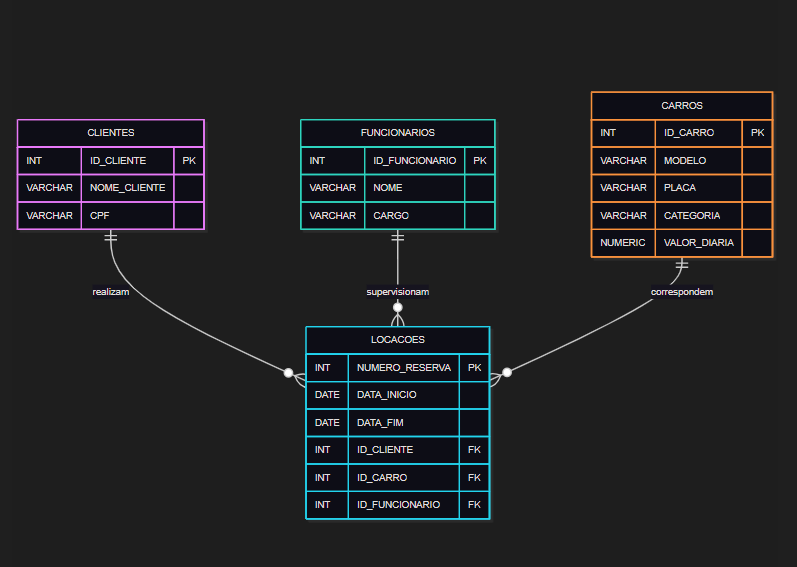 CLIENTES
INT ID_CLIENTE PK
VARCHAR NOME_CLIENTE
VARCHAR CPF
FUNCIONARIOS
INT ID_FUNCIONARIO PK
VARCHAR NOME
VARCHAR CARGO
CARROS
INT ID_CARRO PK
VARCHAR MODELO
VARCHAR PLACA
VARCHAR CATEGORIA
NUMERIC VALOR_DIARIA
realizam
supervisionam
correspondem
LOCACOES
INT NUMERO_RESERVA PK
DATE DATA_INICIO
DATE DATA_FIM
INT ID_CLIENTE FK
INT ID_CARRO FK
INT ID_FUNCIONARIO FK